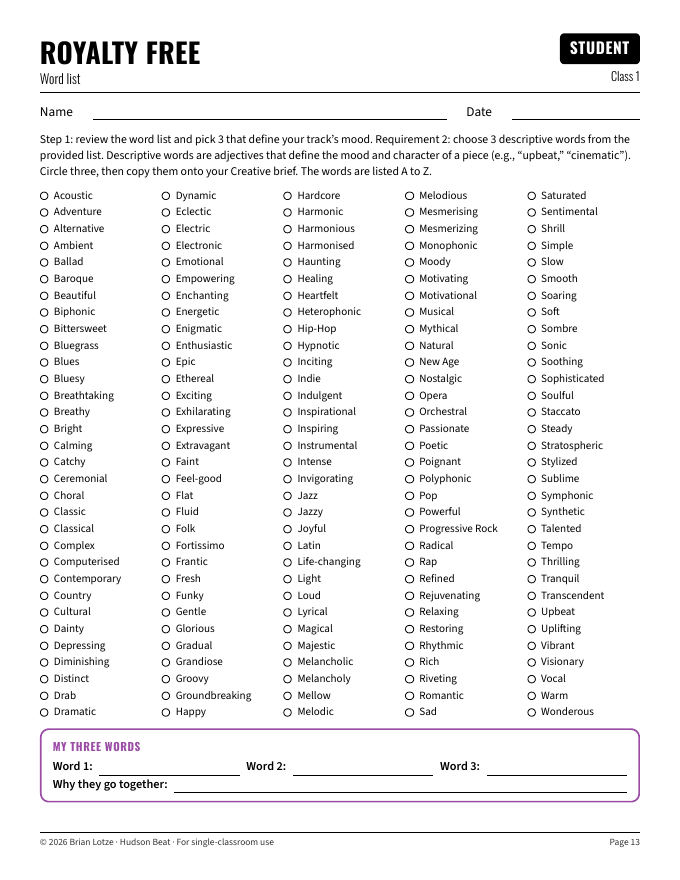 ROYALTY FREE
STUDENT
Word list
Class 1
Name
Date
Step 1: review the word list and pick 3 that define your track’s mood. Requirement 2: choose 3 descriptive words from the
provided list. Descriptive words are adjectives that define the mood and character of a piece (e.g., “upbeat,” “cinematic”).
Circle three, then copy them onto your Creative brief. The words are listed A to Z.
Acoustic
Adventure
Alternative
Ambient
Ballad
Baroque
Beautiful
Biphonic
Bittersweet
Bluegrass
Blues
Bluesy
Breathtaking
Breathy
Bright
Calming
Catchy
Ceremonial
Choral
Classic
Classical
Complex
Computerised
Contemporary
Country
Cultural
Dainty
Depressing
Diminishing
Distinct
Drab
Dramatic
Dynamic
Eclectic
Electric
Electronic
Emotional
Empowering
Enchanting
Energetic
Enigmatic
Enthusiastic
Epic
Ethereal
Exciting
Exhilarating
Expressive
Extravagant
Faint
Feel-good
Flat
Fluid
Folk
Fortissimo
Frantic
Fresh
Funky
Gentle
Glorious
Gradual
Grandiose
Groovy
Groundbreaking
Happy
Hardcore
Harmonic
Harmonious
Harmonised
Haunting
Healing
Heartfelt
Heterophonic
Hip-Hop
Hypnotic
Inciting
Indie
Indulgent
Inspirational
Inspiring
Instrumental
Intense
Invigorating
Jazz
Jazzy
Joyful
Latin
Life-changing
Light
Loud
Lyrical
Magical
Majestic
Melancholic
Melancholy
Mellow
Melodic
Melodious
Mesmerising
Mesmerizing
Monophonic
Moody
Motivating
Motivational
Musical
Mythical
Natural
New Age
Nostalgic
Opera
Orchestral
Passionate
Poetic
Poignant
Polyphonic
Pop
Powerful
Progressive Rock
Radical
Rap
Refined
Rejuvenating
Relaxing
Restoring
Rhythmic
Rich
Riveting
Romantic
Sad
Saturated
Sentimental
Shrill
Simple
Slow
Smooth
Soaring
Soft
Sombre
Sonic
Soothing
Sophisticated
Soulful
Staccato
Steady
Stratospheric
Stylized
Sublime
Symphonic
Synthetic
Talented
Tempo
Thrilling
Tranquil
Transcendent
Upbeat
Uplifting
Vibrant
Visionary
Vocal
Warm
Wonderous
MY THREE WORDS
Word 1: Word 2: Word 3:
Why they go together:
© 2026 Brian Lotze · Hudson Beat · For single-classroom use
Page 13